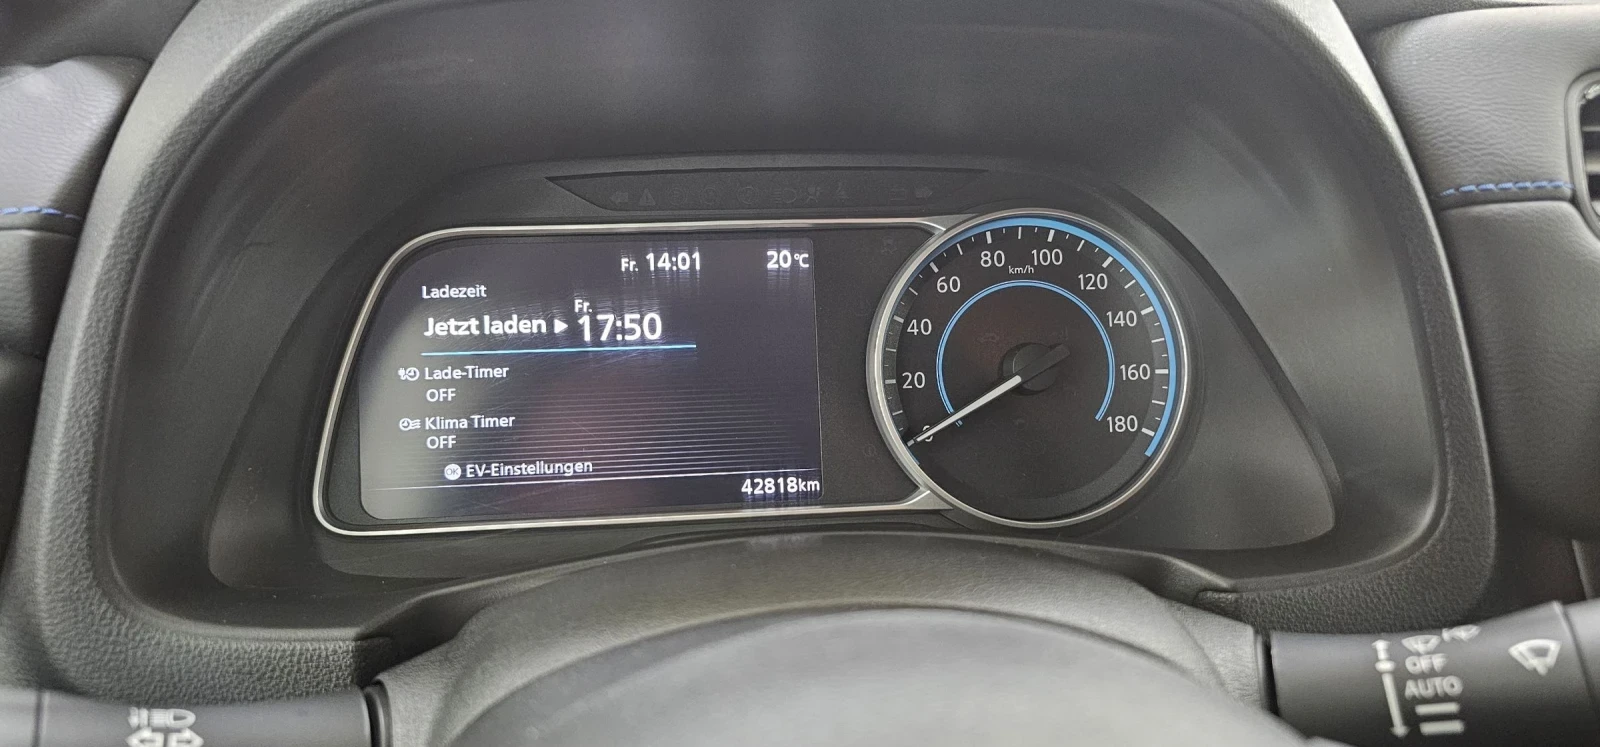 Fr. 14:01 20°C
Ladezeit
Fr.
Jetzt laden ▸ 17:50
Lade-Timer
OFF
Klima Timer
OFF
OK EV-Einstellungen
42818km
0
20
40
60
80
100
120
140
160
180
km/h
OFF
AUTO